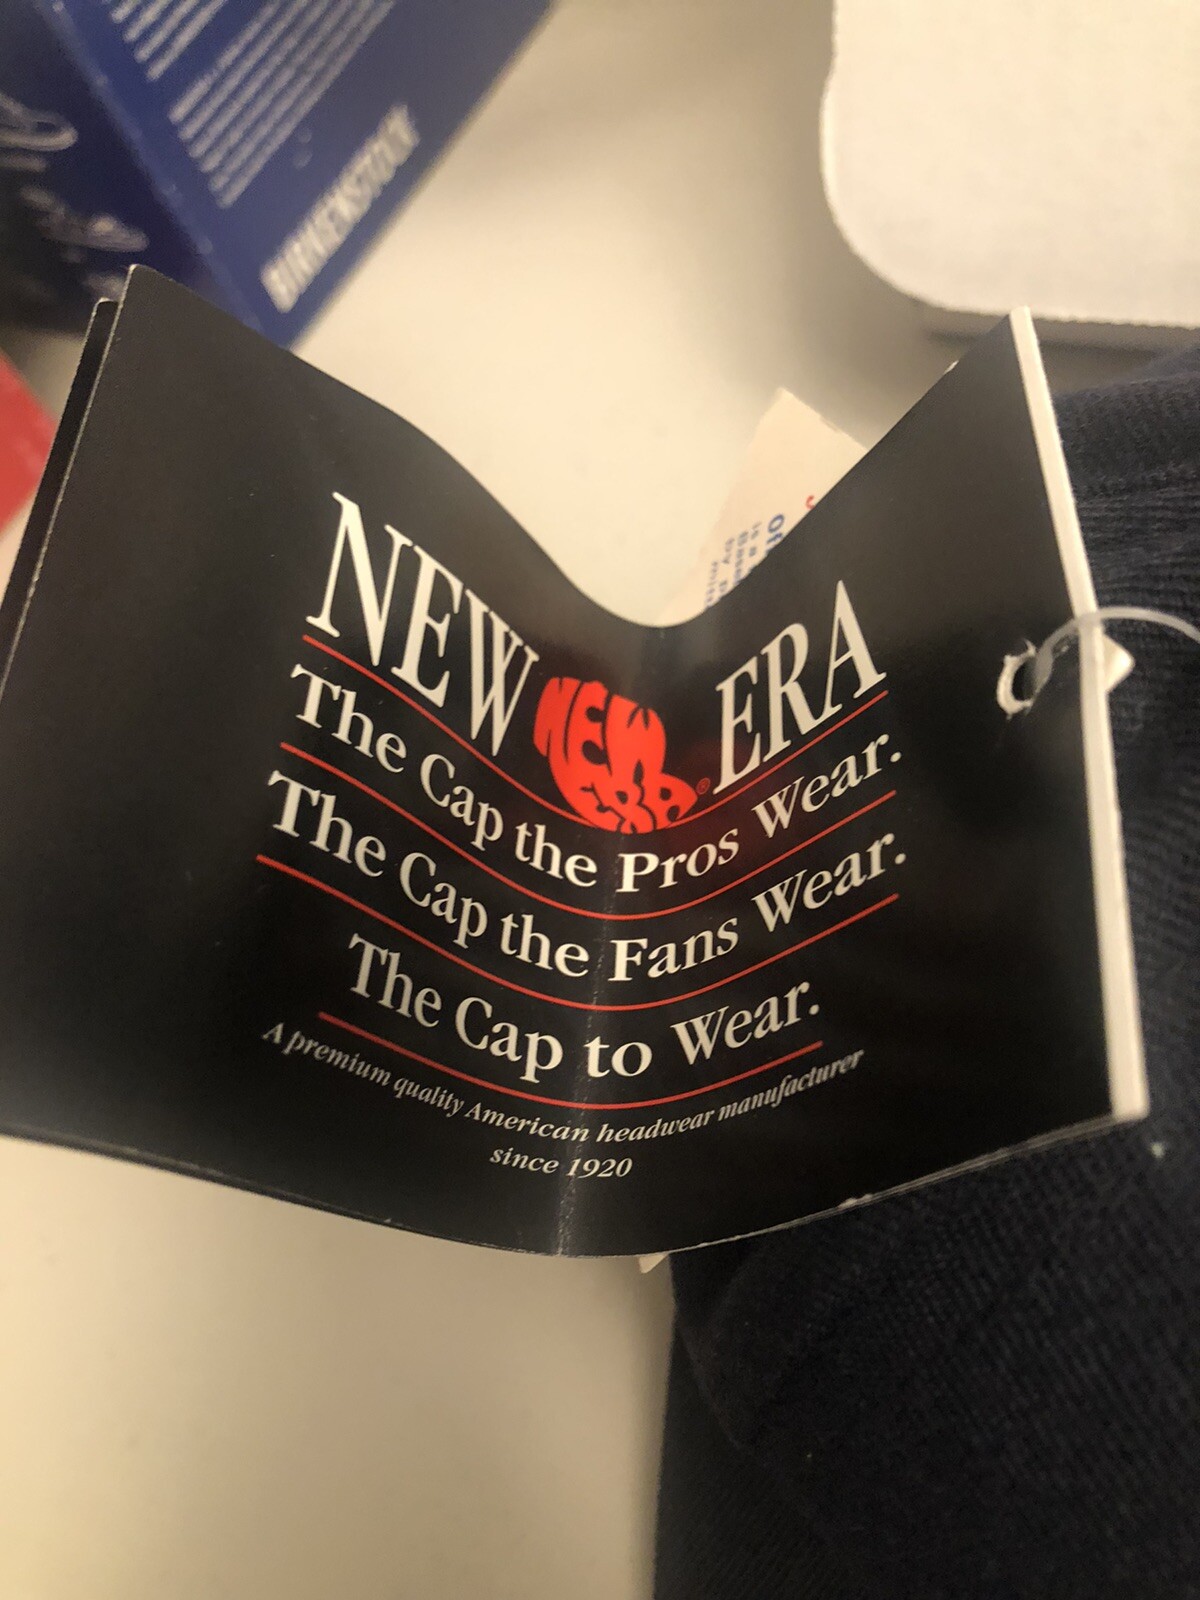 BIRKENSTOCK
NEW NEW ERA ® ERA
The Cap the Pros Wear.
The Cap the Fans Wear.
The Cap to Wear.
A premium quality American headwear manufacturer
since 1920